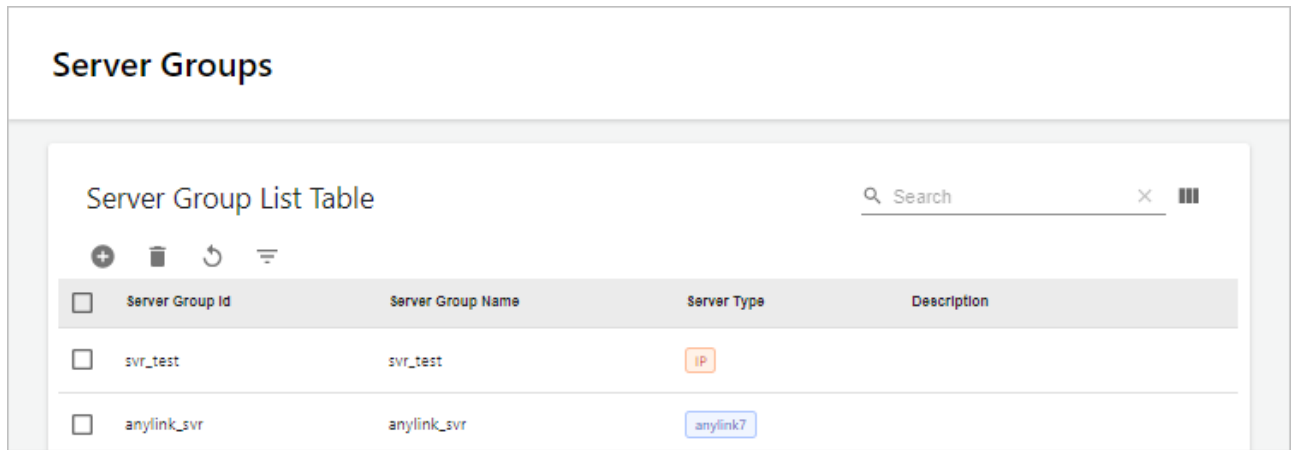 Server Groups
Server Group List Table
Search
Server Group Id Server Group Name Server Type Description
svr_test svr_test IP
anylink_svr anylink_svr anylink7